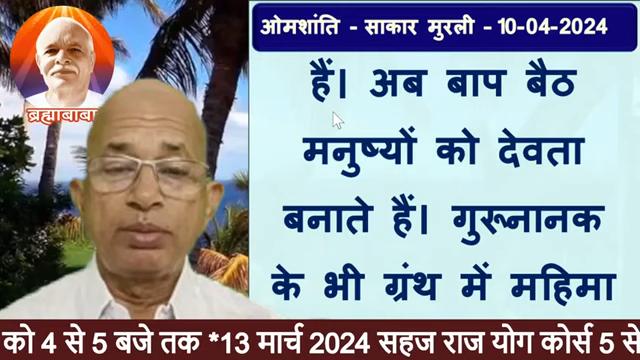 ओमशांति - साकार मुरली - 10-04-2024
ब्रह्माबाबा
हैं। अब बाप बैठ
मनुष्यों को देवता
बनाते हैं। गुरूनानक
के भी ग्रंथ में महिमा
को 4 से 5 बजे तक *13 मार्च 2024 सहज राज योग कोर्स 5 से